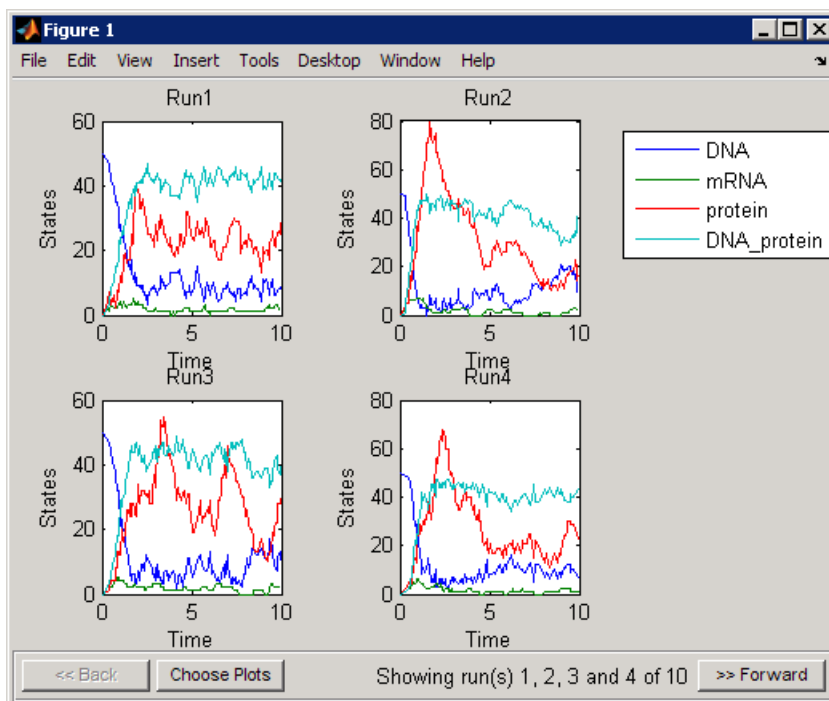 Figure 1
File Edit View Insert Tools Desktop Window Help
Run1
60
40
20
0
0 5 10
States
Time
Run2
80
60
40
20
0
0 5 10
States
Time
DNA
mRNA
protein
DNA_protein
Run3
60
40
20
0
0 5 10
States
Time
Run4
80
60
40
20
0
0 5 10
States
Time
<< Back
Choose Plots
Showing run(s) 1, 2, 3 and 4 of 10
>> Forward